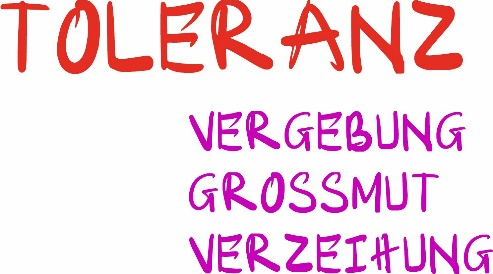 TOLERANZ
VERGEBUNG
GROSSMUT
VERZEIHUNG